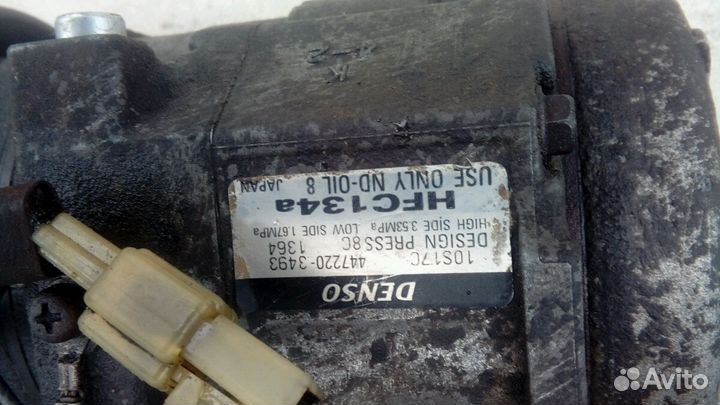 DENSO
10S17C 447220-3493
DESIGN PRESS 8C 1364
HIGH SIDE 3.53MPa LOW SIDE 1.67MPa
HFC134a
USE ONLY ND-OIL 8 JAPAN
Avito